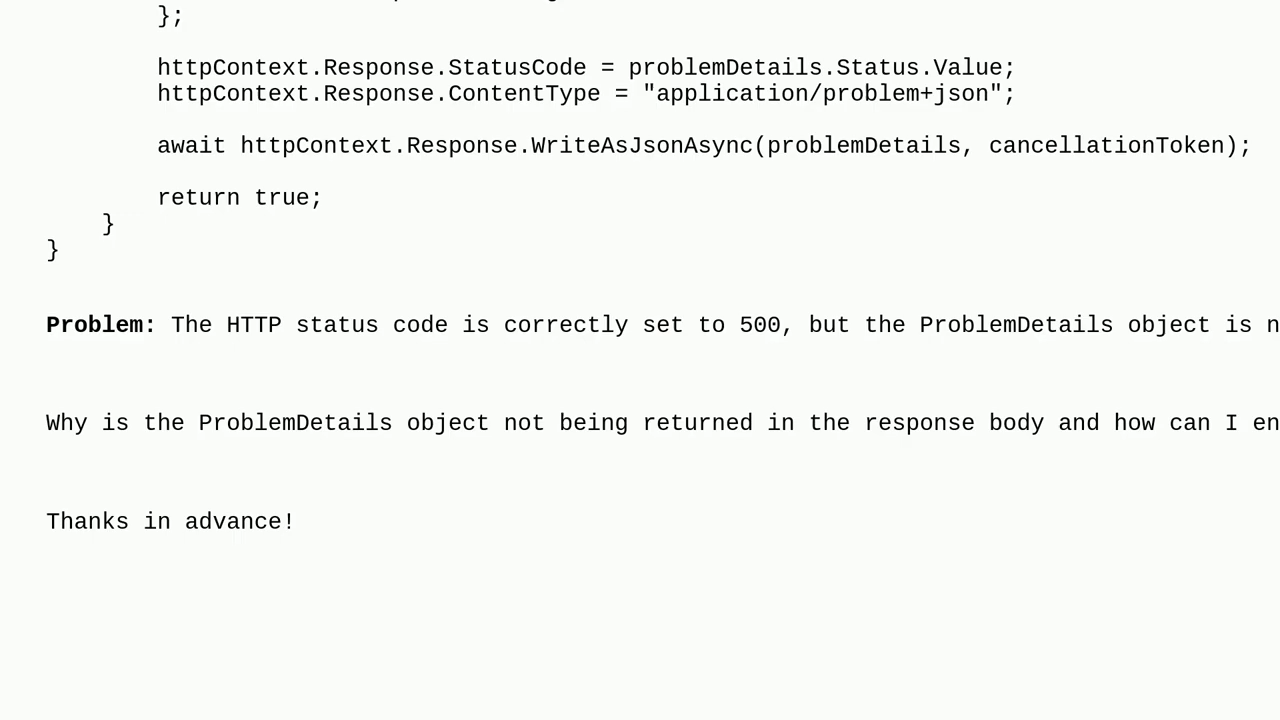 };
httpContext.Response.StatusCode = problemDetails.Status.Value;
httpContext.Response.ContentType = "application/problem+json";
await httpContext.Response.WriteAsJsonAsync(problemDetails, cancellationToken);
return true;
}
}
Problem: The HTTP status code is correctly set to 500, but the ProblemDetails object is
Why is the ProblemDetails object not being returned in the response body and how can I
Thanks in advance!